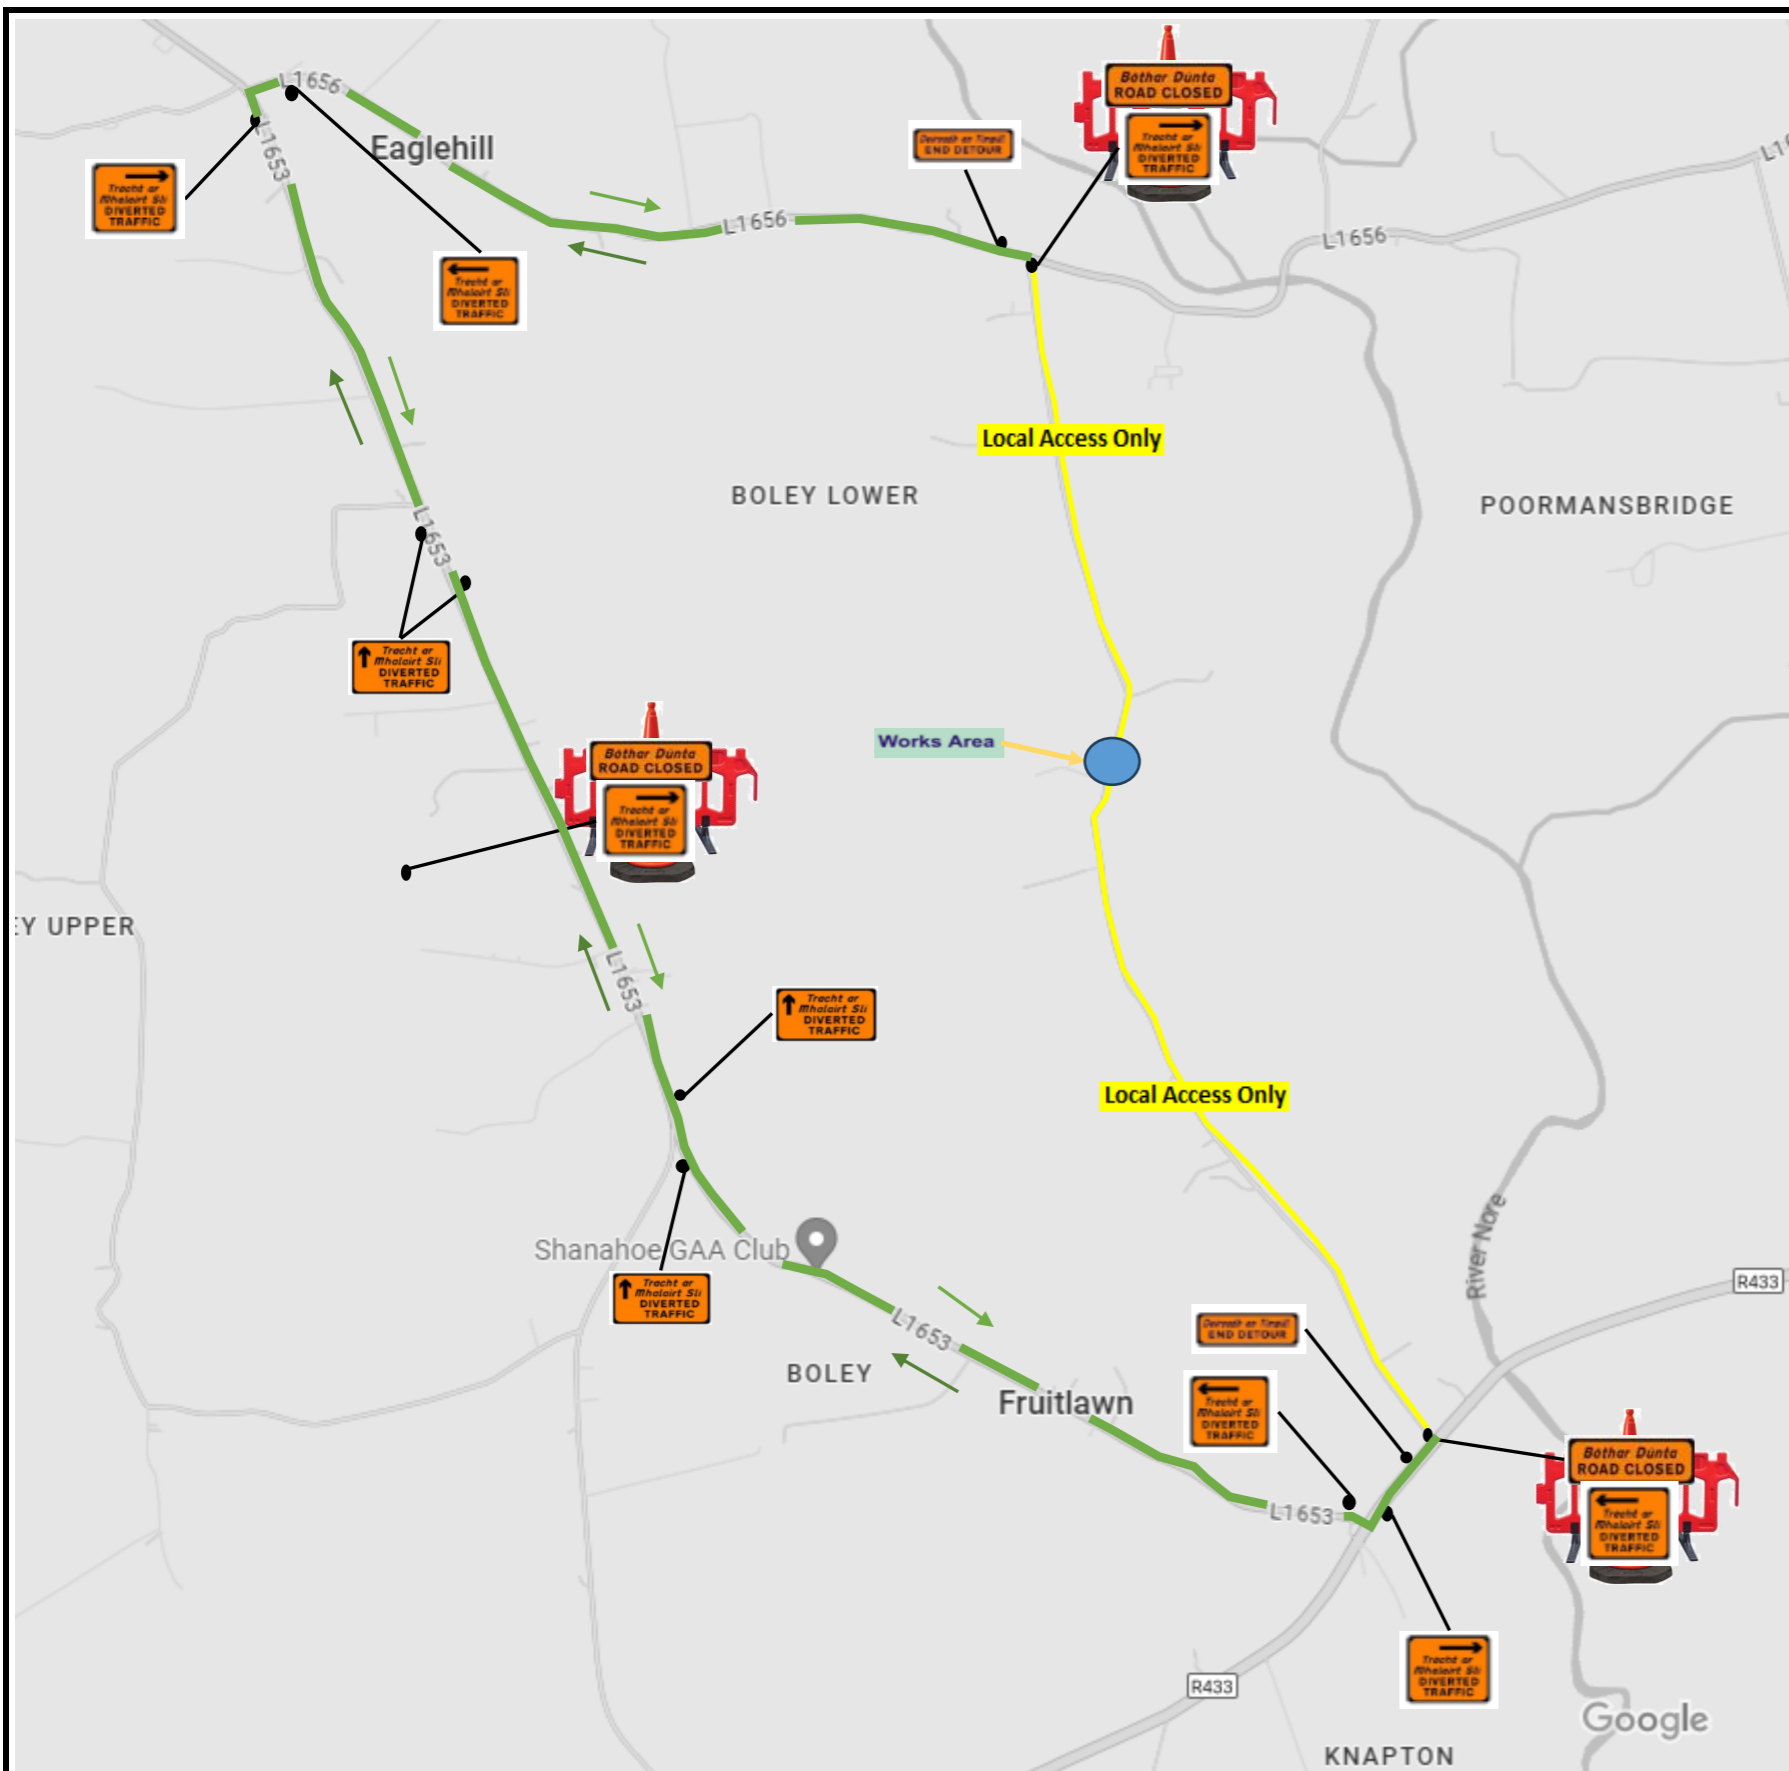 L1656
Eaglehill
L1653
Tracht ar
Mhalairt Slí
DIVERTED
TRAFFIC
Tracht ar
Mhalairt Slí
DIVERTED
TRAFFIC
L1656
END DETOUR
Bóthar Dúnta
ROAD CLOSED
Tracht ar
Mhalairt Slí
DIVERTED
TRAFFIC
L1656
Local Access Only
BOLEY LOWER
POORMANSBRIDGE
L1653
Tracht ar
Mhalairt Slí
DIVERTED
TRAFFIC
Bóthar Dúnta
ROAD CLOSED
Tracht ar
Mhalairt Slí
DIVERTED
TRAFFIC
Works Area
EY UPPER
L1653
Tracht ar
Mhalairt Slí
DIVERTED
TRAFFIC
Local Access Only
Shanahoe GAA Club
Tracht ar
Mhalairt Slí
DIVERTED
TRAFFIC
River Nore
R433
L1653
BOLEY
Fruitlawn
END DETOUR
Tracht ar
Mhalairt Slí
DIVERTED
TRAFFIC
L1653
Bóthar Dúnta
ROAD CLOSED
Tracht ar
Mhalairt Slí
DIVERTED
TRAFFIC
Tracht ar
Mhalairt Slí
DIVERTED
TRAFFIC
R433
Google
KNAPTON